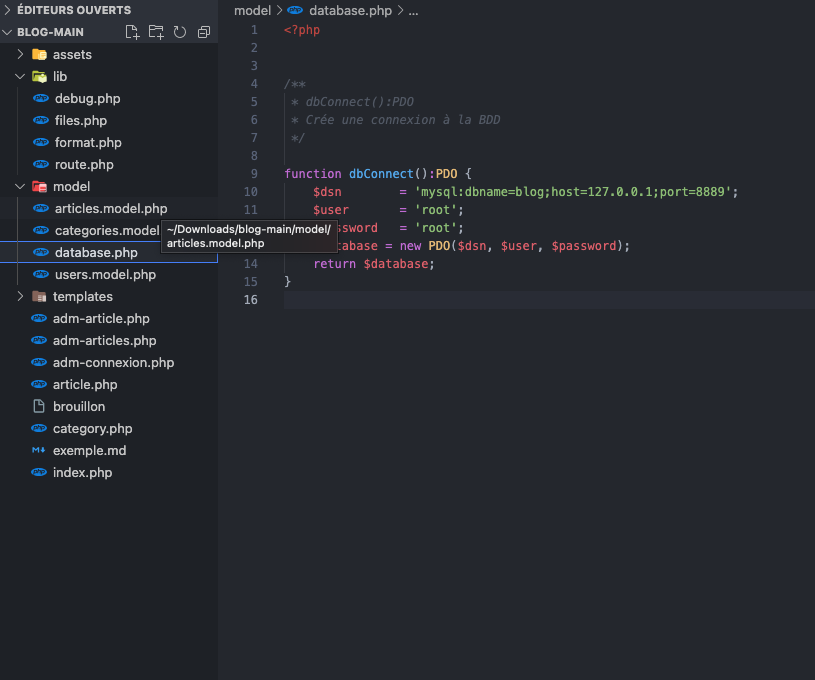 ÉDITEURS OUVERTS
BLOG-MAIN
assets
lib
debug.php
files.php
format.php
route.php
model
articles.model.php
categories.model
database.php
users.model.php
templates
adm-article.php
adm-articles.php
adm-connexion.php
article.php
brouillon
category.php
exemple.md
index.php
~/Downloads/blog-main/model/
articles.model.php
model > database.php > ...
1 <?php
2
3
4 /**
5 * dbConnect():PDO
6 * Crée une connexion à la BDD
7 */
8
9 function dbConnect():PDO {
10 $dsn = 'mysql:dbname=blog;host=127.0.0.1;port=8889';
11 $user = 'root';
ssword = 'root';
tabase = new PDO($dsn, $user, $password);
14 return $database;
15 }
16